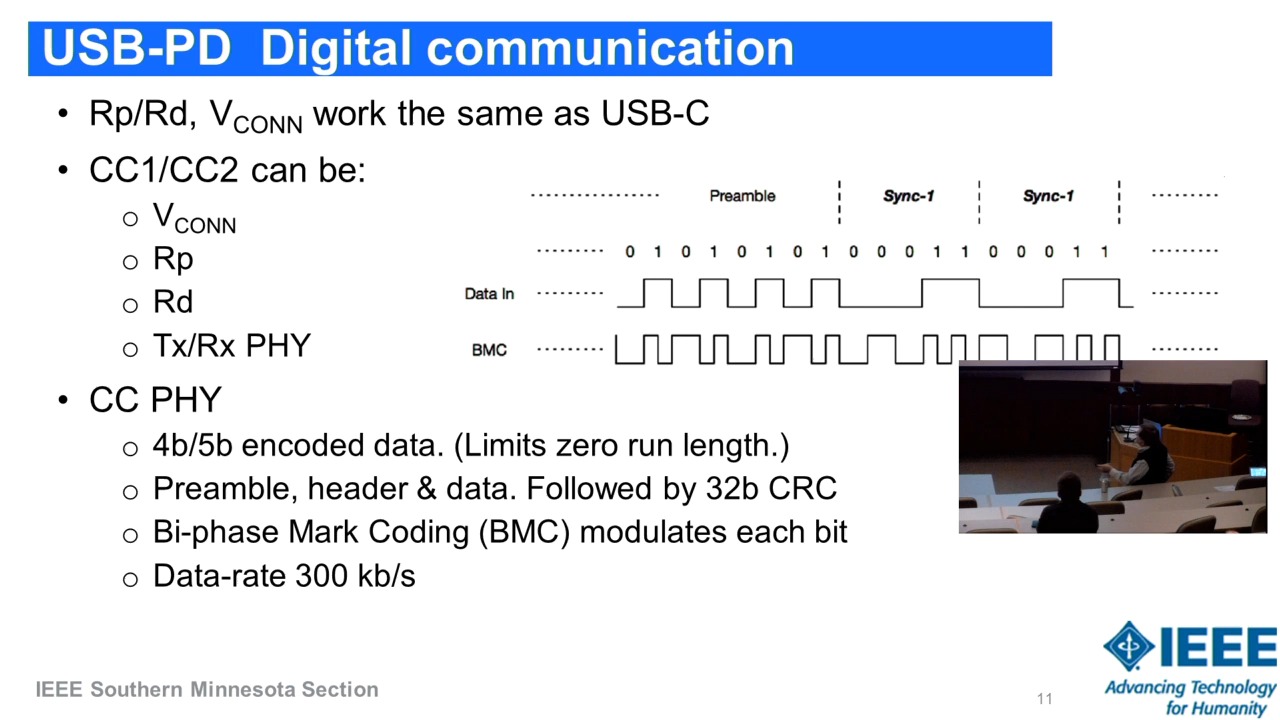 USB-PD  Digital communication
• Rp/Rd, VCONN work the same as USB-C
• CC1/CC2 can be:
o VCONN
o Rp
o Rd
o Tx/Rx PHY
Preamble Sync-1 Sync-1
0 1 0 1 0 1 0 1 0 0 0 1 1 0 0 0 1 1
Data In
BMC
• CC PHY
o 4b/5b encoded data. (Limits zero run length.)
o Preamble, header & data. Followed by 32b CRC
o Bi-phase Mark Coding (BMC) modulates each bit
o Data-rate 300 kb/s
IEEE Southern Minnesota Section
11
IEEE
Advancing Technology
for Humanity